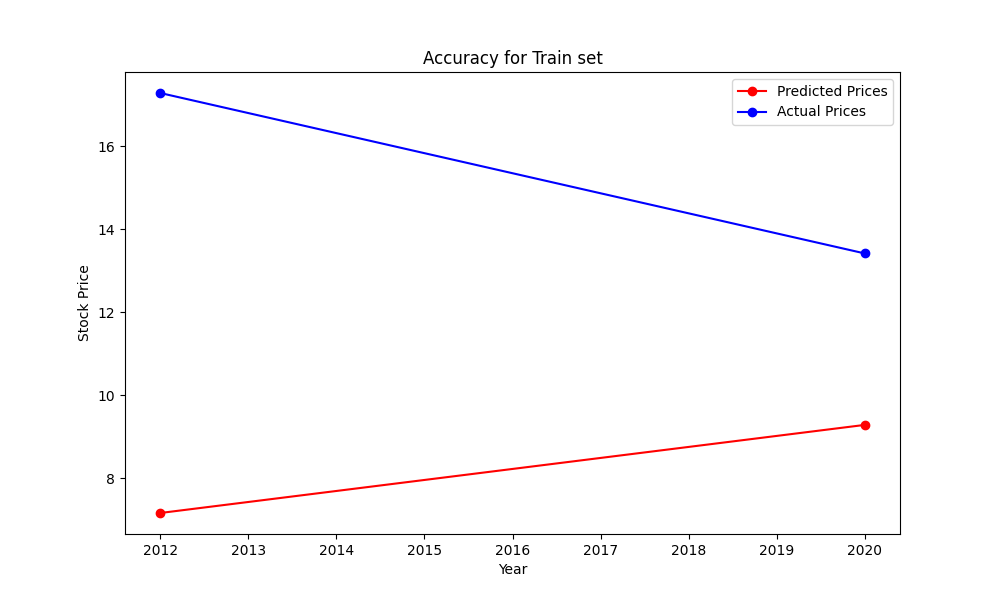 Accuracy for Train set
Predicted Prices
Actual Prices
Stock Price
16
14
12
10
8
2012 2013 2014 2015 2016 2017 2018 2019 2020
Year